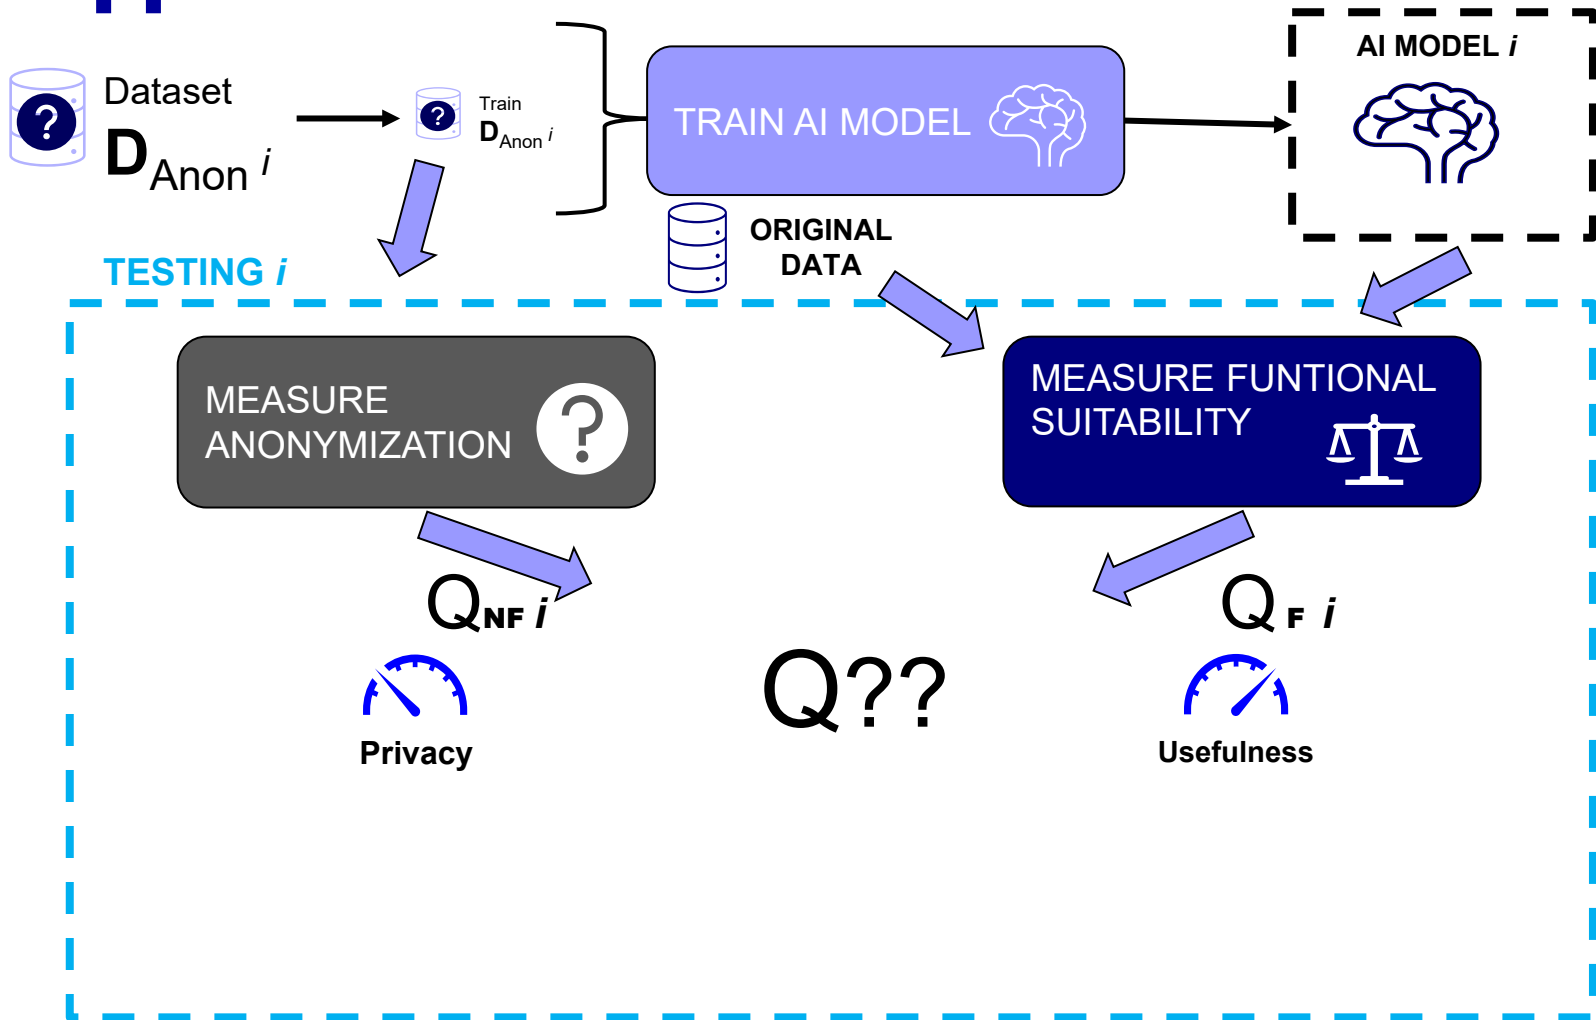 Dataset
D Anon i
Train
D Anon i
TRAIN AI MODEL
AI MODEL i
ORIGINAL
DATA
TESTING i
MEASURE
ANONYMIZATION
?
MEASURE FUNTIONAL
SUITABILITY
QNF i
Q F i
Q??
Privacy
Usefulness